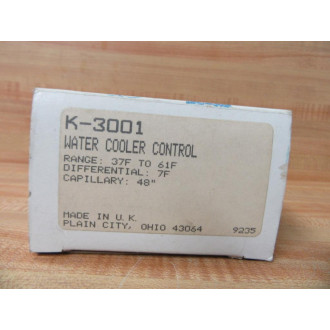 K-3001
WATER COOLER CONTROL
RANGE: 37F TO 61F
DIFFERENTIAL: 7F
CAPILLARY: 48"
MADE IN U.K.
PLAIN CITY, OHIO 43064 9235